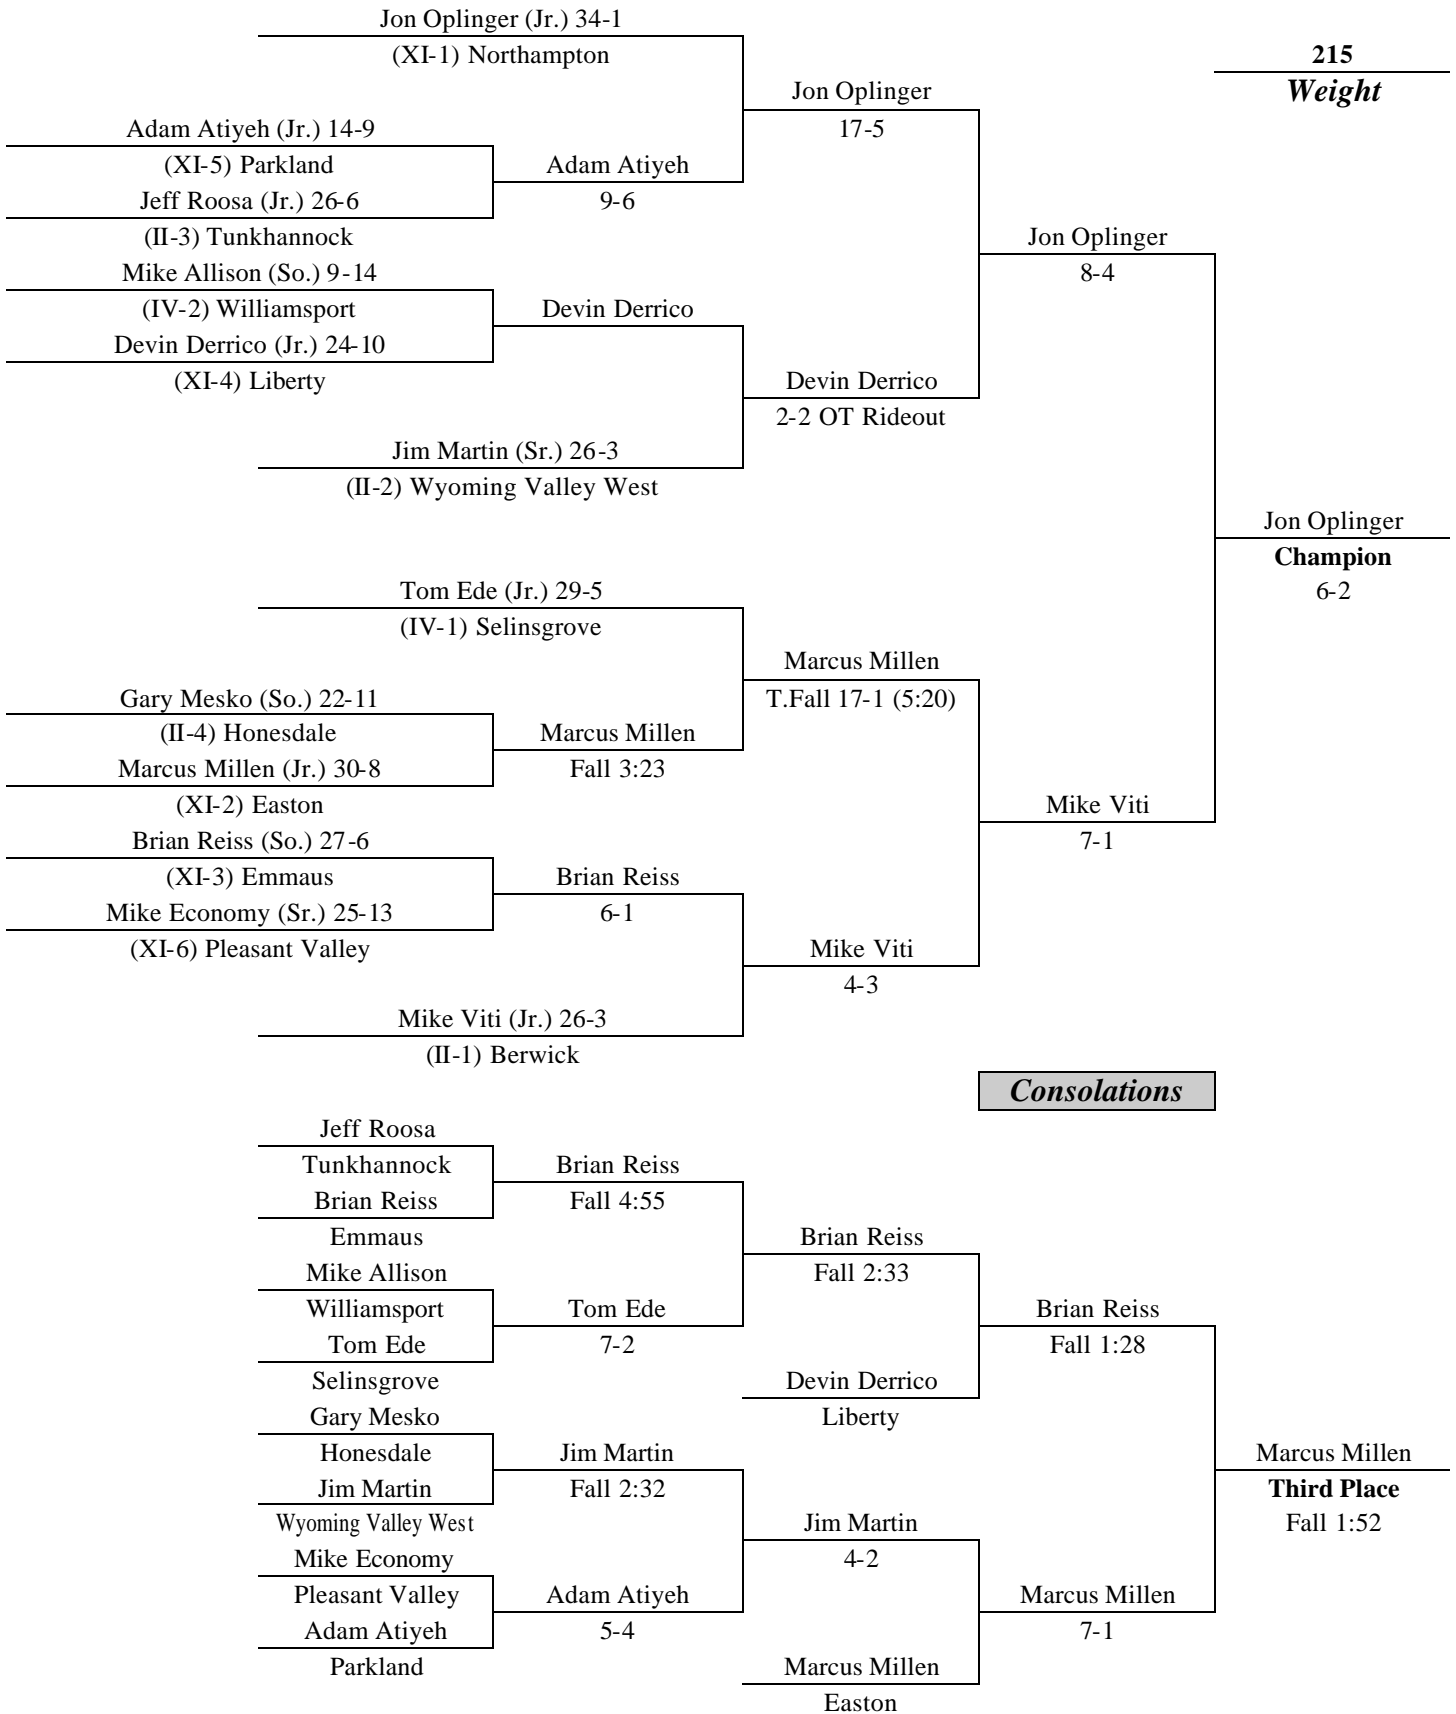 Jon Oplinger (Jr.) 34-1
(XI-1) Northampton
215
Weight
Jon Oplinger
17-5
Adam Atiyeh (Jr.) 14-9
(XI-5) Parkland
Adam Atiyeh
Jeff Roosa (Jr.) 26-6
9-6
(II-3) Tunkhannock
Jon Oplinger
Mike Allison (So.) 9-14
8-4
(IV-2) Williamsport
Devin Derrico
Devin Derrico (Jr.) 24-10
(XI-4) Liberty
Devin Derrico
2-2 OT Rideout
Jim Martin (Sr.) 26-3
(II-2) Wyoming Valley West
Jon Oplinger
Champion
6-2
Tom Ede (Jr.) 29-5
(IV-1) Selinsgrove
Marcus Millen
T.Fall 17-1 (5:20)
Gary Mesko (So.) 22-11
(II-4) Honesdale
Marcus Millen
Marcus Millen (Jr.) 30-8
Fall 3:23
(XI-2) Easton
Mike Viti
Brian Reiss (So.) 27-6
7-1
(XI-3) Emmaus
Brian Reiss
Mike Economy (Sr.) 25-13
6-1
(XI-6) Pleasant Valley
Mike Viti
4-3
Mike Viti (Jr.) 26-3
(II-1) Berwick
Consolations
Jeff Roosa
Tunkhannock
Brian Reiss
Brian Reiss
Fall 4:55
Emmaus
Brian Reiss
Mike Allison
Fall 2:33
Williamsport
Tom Ede
Brian Reiss
Tom Ede
7-2
Fall 1:28
Selinsgrove
Devin Derrico
Gary Mesko
Liberty
Honesdale
Jim Martin
Marcus Millen
Jim Martin
Fall 2:32
Third Place
Wyoming Valley West
Jim Martin
Fall 1:52
Mike Economy
4-2
Pleasant Valley
Adam Atiyeh
Marcus Millen
Adam Atiyeh
5-4
7-1
Parkland
Marcus Millen
Easton